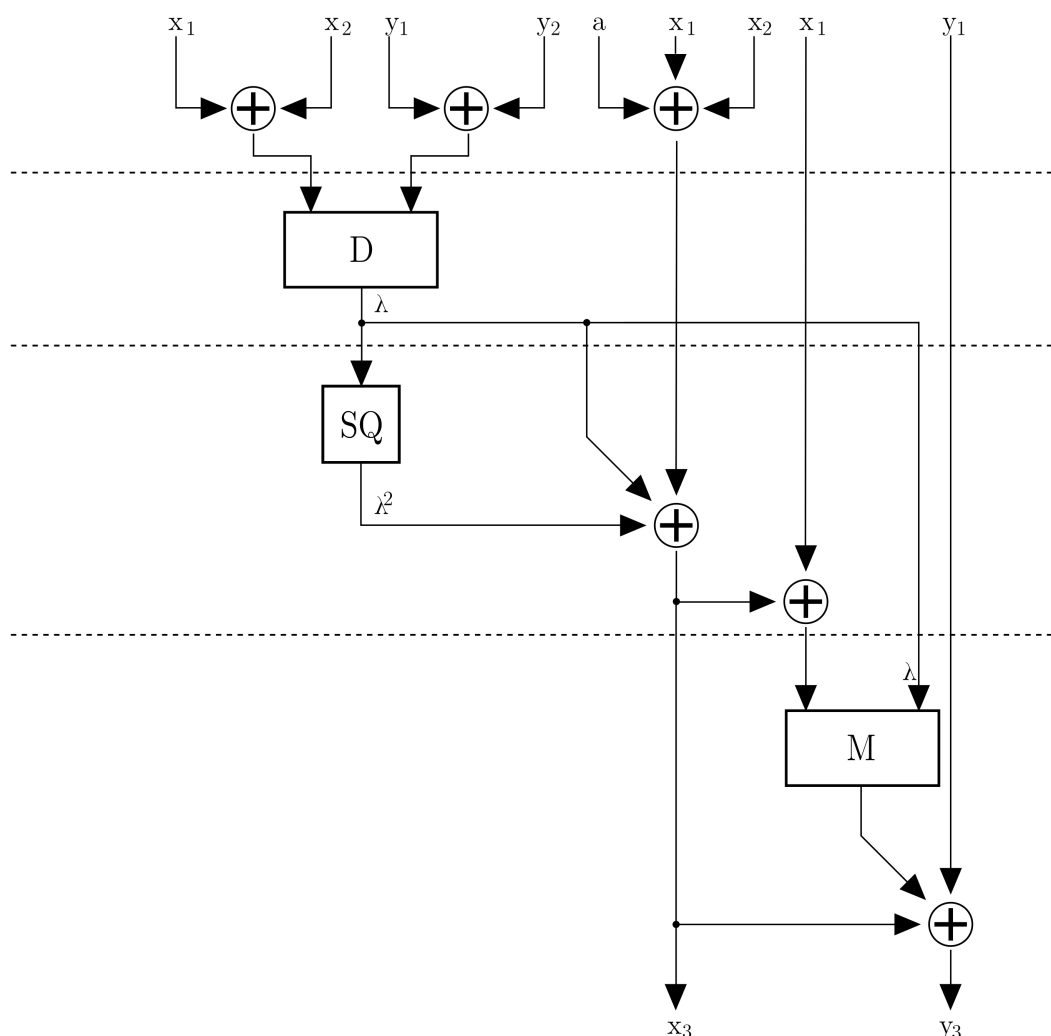 x₁ x₂ y₁ y₂ a x₁ x₂ x₁ y₁
D
λ
SQ
λ²
λ
M
x₃ y₃